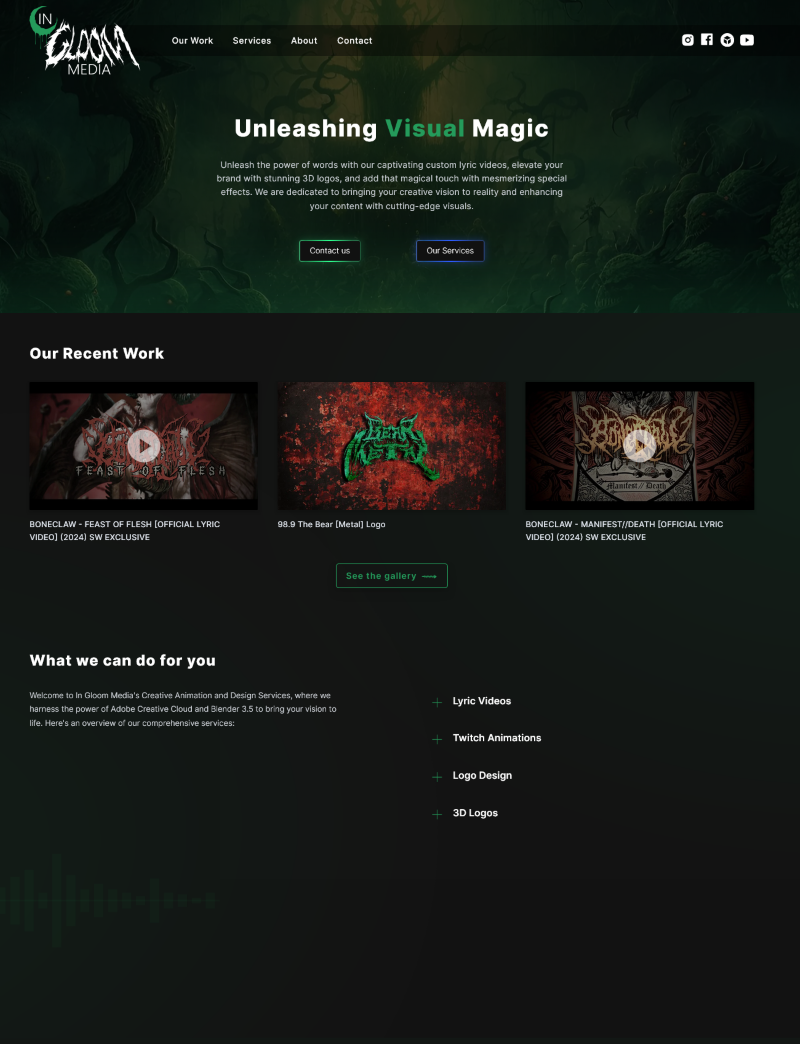 IN
GLOOM
MEDIA
Our Work Services About Contact
Unleashing Visual Magic
Unleash the power of words with our captivating custom lyric videos, elevate your
brand with stunning 3D logos, and add that magical touch with mesmerizing special
effects. We are dedicated to bringing your creative vision to reality and enhancing
your content with cutting-edge visuals.
Contact us Our Services
Our Recent Work
FEAST OF FLESH
BEAR
METAL
BONECLAW
Manifest // Death
BONECLAW - FEAST OF FLESH [OFFICIAL LYRIC
VIDEO] (2024) SW EXCLUSIVE
98.9 The Bear [Metal] Logo
BONECLAW - MANIFEST//DEATH [OFFICIAL LYRIC
VIDEO] (2024) SW EXCLUSIVE
See the gallery
What we can do for you
Welcome to In Gloom Media's Creative Animation and Design Services, where we
harness the power of Adobe Creative Cloud and Blender 3.5 to bring your vision to
life. Here's an overview of our comprehensive services:
Lyric Videos
Twitch Animations
Logo Design
3D Logos